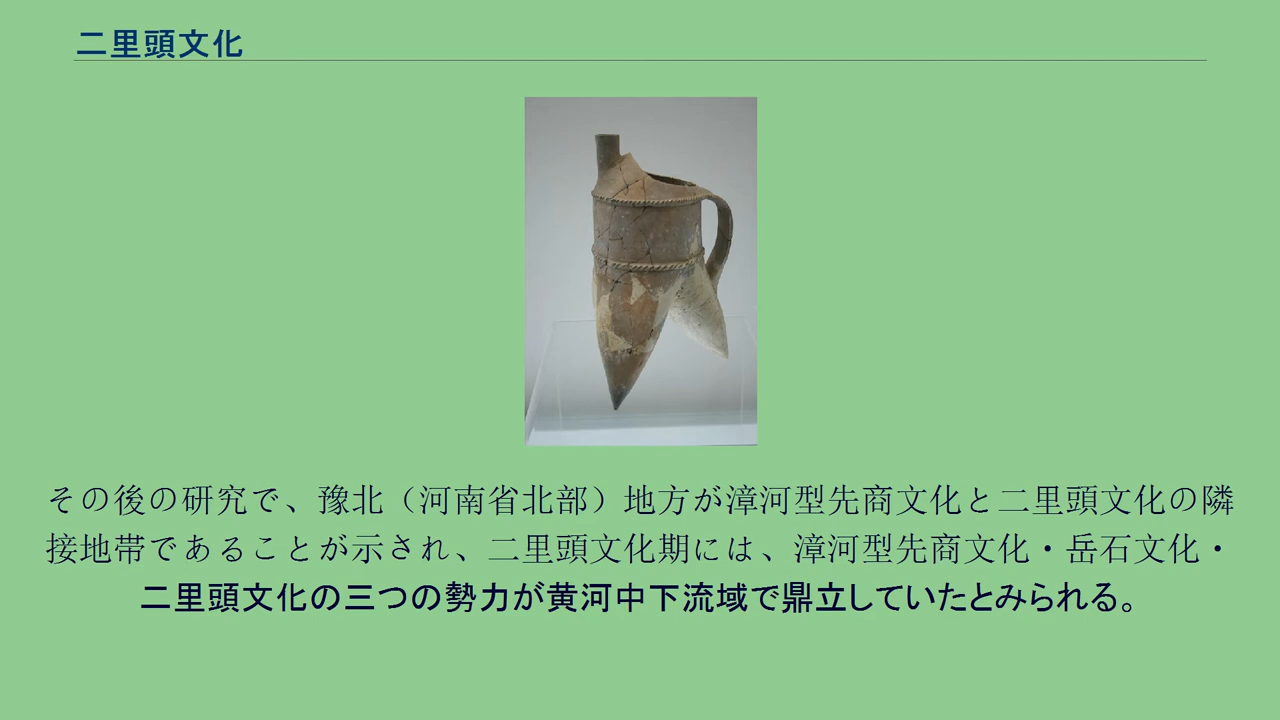 二里頭文化
その後の研究で、豫北（河南省北部）地方が漳河型先商文化と二里頭文化の隣
接地帯であることが示され、二里頭文化期には、漳河型先商文化・岳石文化・
二里頭文化の三つの勢力が黄河中下流域で鼎立していたとみられる。